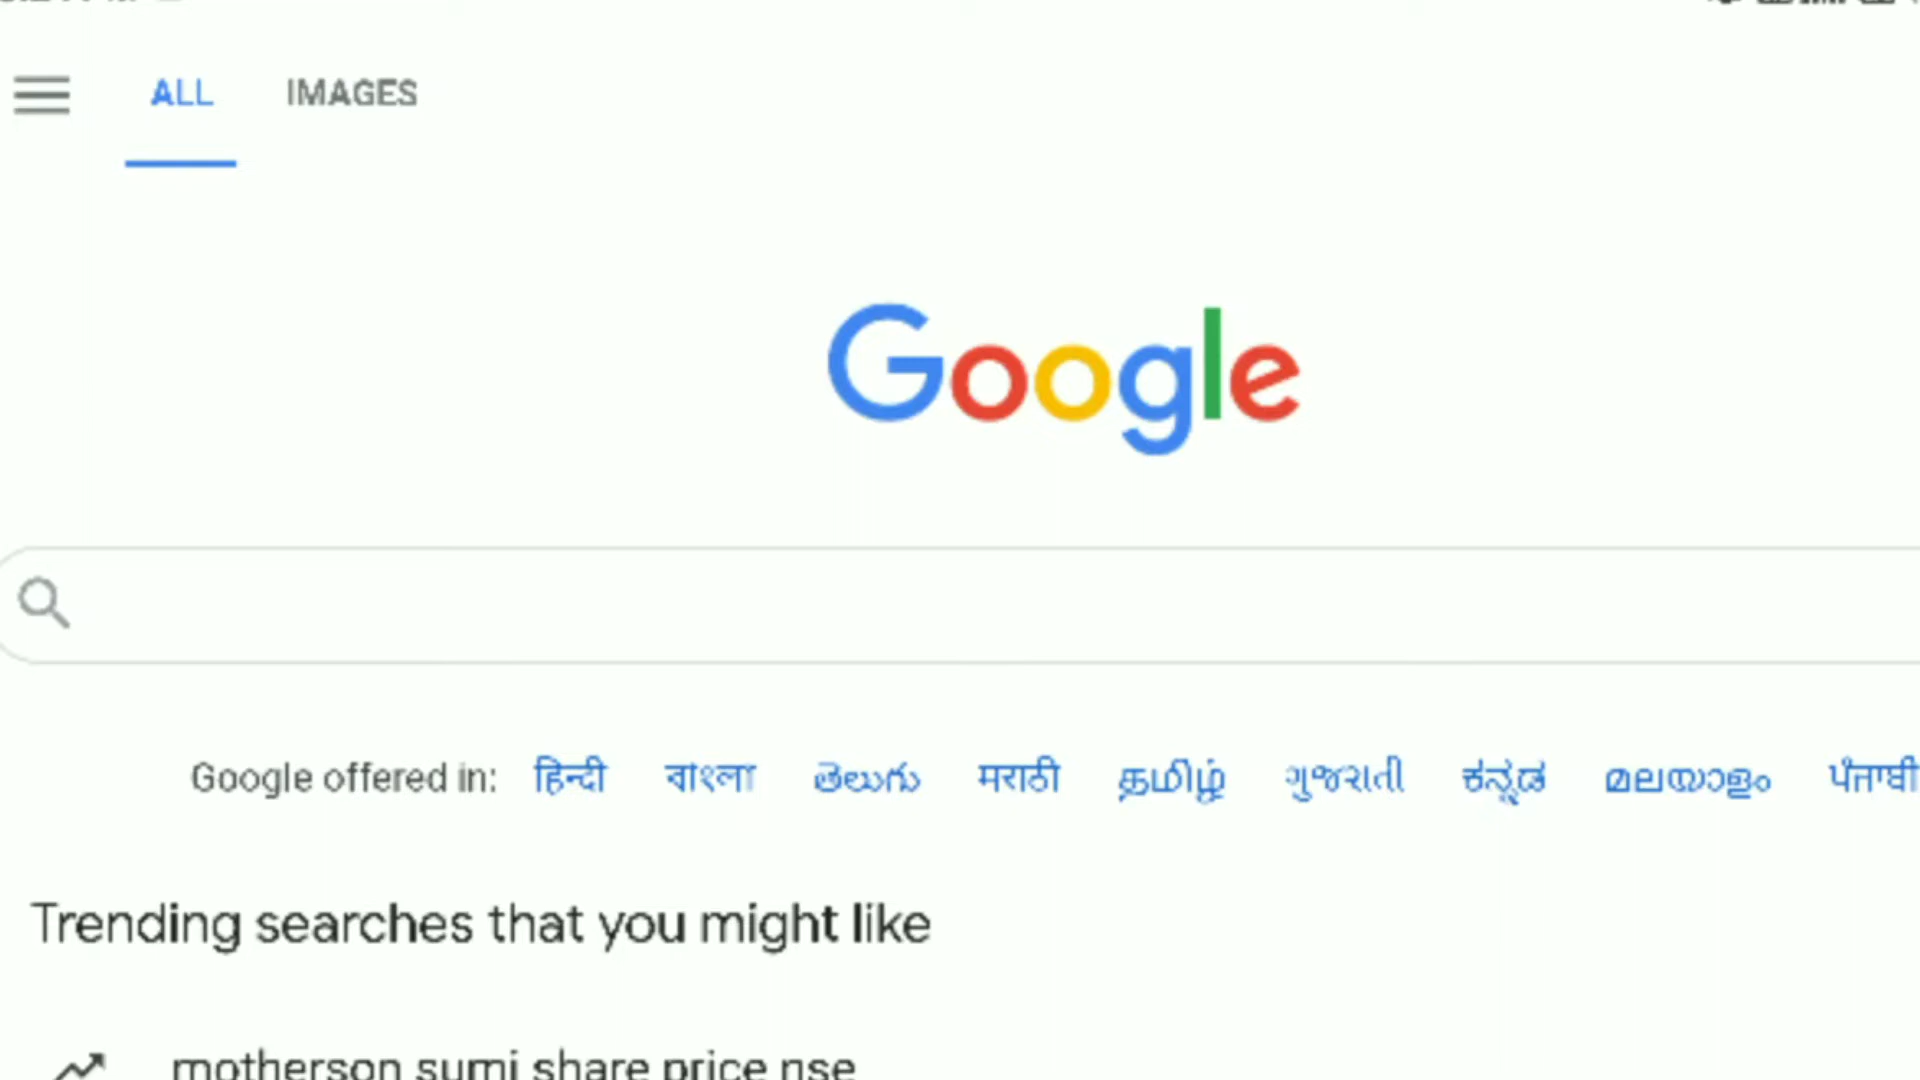 ALL IMAGES
Google
Google offered in: हिन्दी বাংলা తెలుగు मराठी தமிழ் ગુજરાતી ಕನ್ನಡ മലയാളം ਪੰਜਾਬੀ
Trending searches that you might like
motherson sumi share price nse